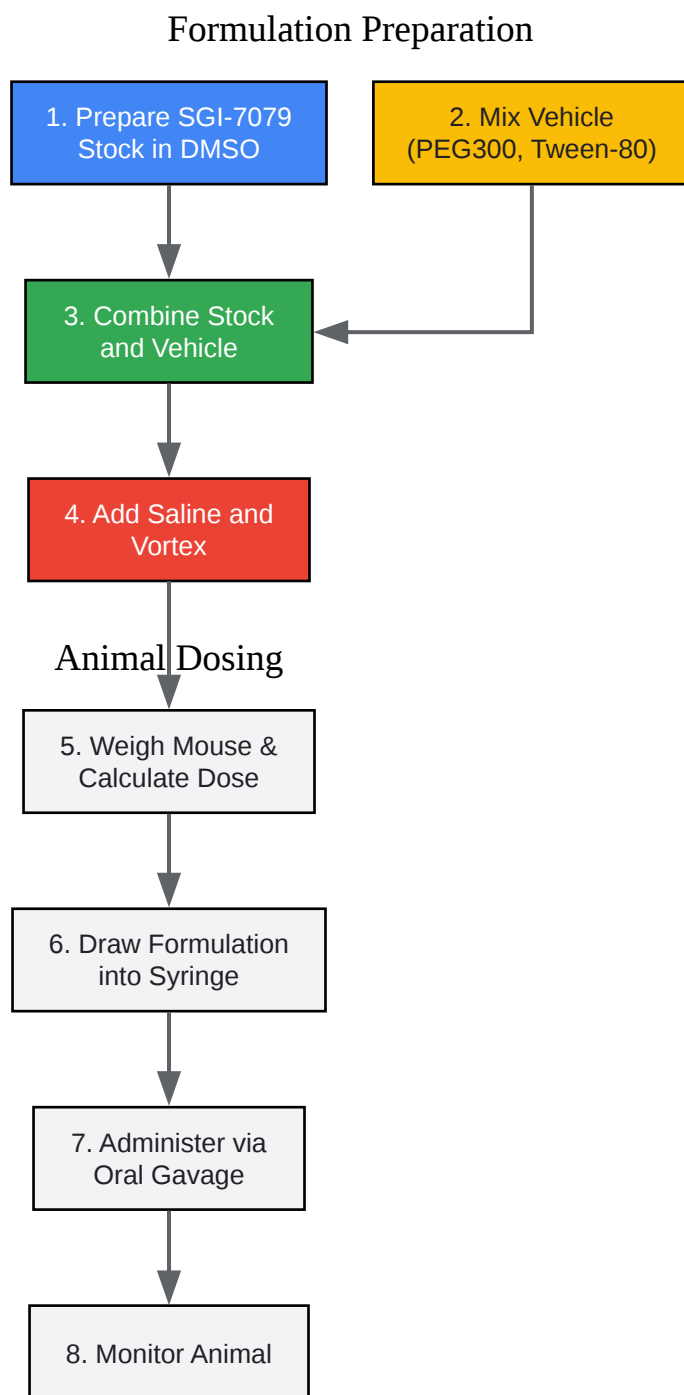 Formulation Preparation
1. Prepare SGI-7079
Stock in DMSO
2. Mix Vehicle
(PEG300, Tween-80)
3. Combine Stock
and Vehicle
4. Add Saline and
Vortex
Animal Dosing
5. Weigh Mouse &
Calculate Dose
6. Draw Formulation
into Syringe
7. Administer via
Oral Gavage
8. Monitor Animal